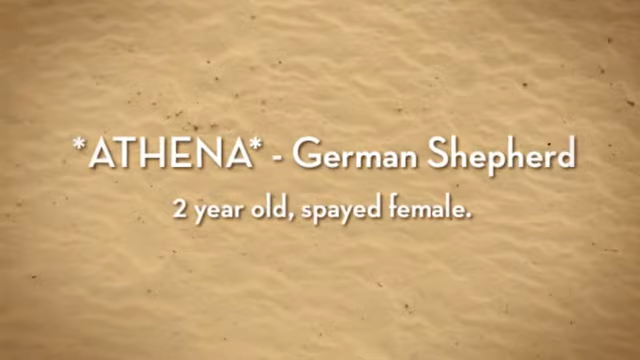 *ATHENA* - German Shepherd
2 year old, spayed female.